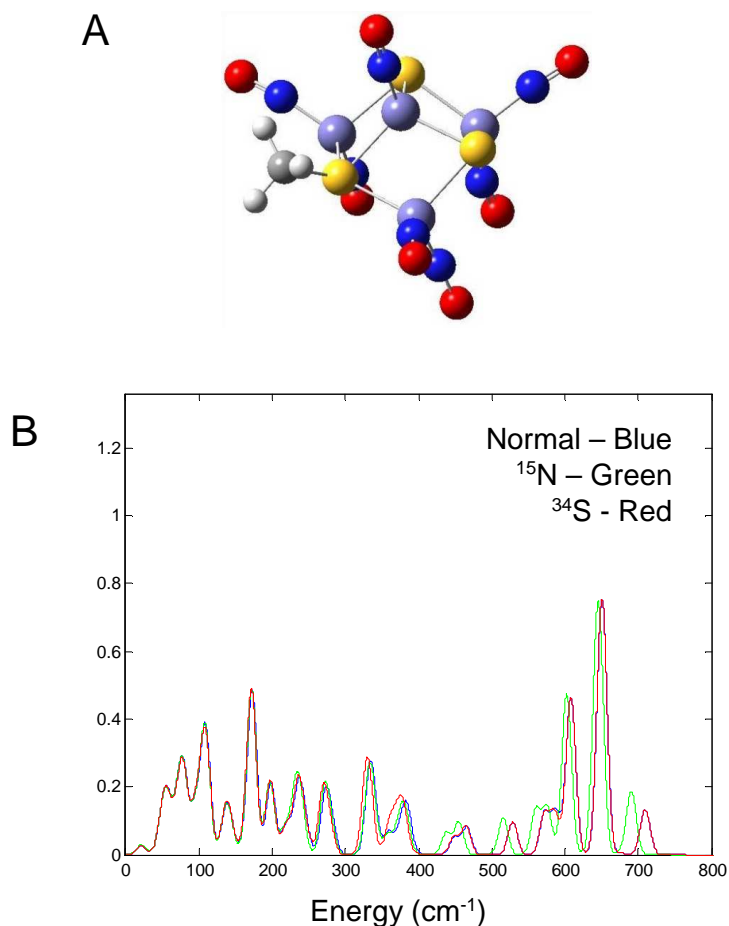 A
B
Normal – Blue
¹⁵N – Green
³⁴S - Red
1.2
1
0.8
0.6
0.4
0.2
0
0 100 200 300 400 500 600 700 800
Energy (cm⁻¹)